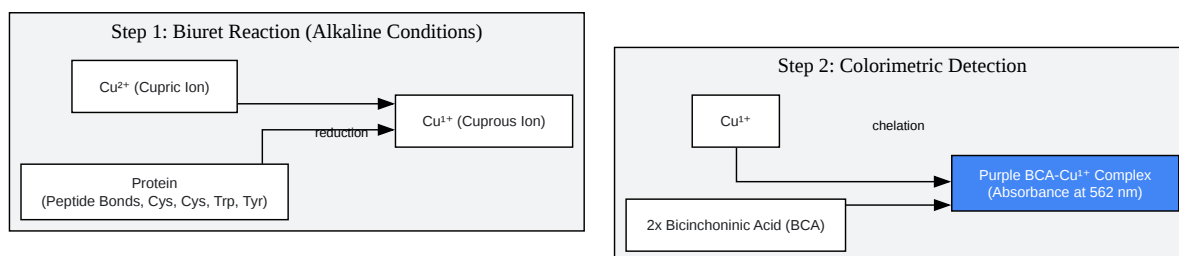 Step 1: Biuret Reaction (Alkaline Conditions)
Cu²⁺ (Cupric Ion)
Cu¹⁺ (Cuprous Ion)
reduction
Protein
(Peptide Bonds, Cys, Cys, Trp, Tyr)
Step 2: Colorimetric Detection
Cu¹⁺
chelation
Purple BCA-Cu¹⁺ Complex
(Absorbance at 562 nm)
2x Bicinchoninic Acid (BCA)